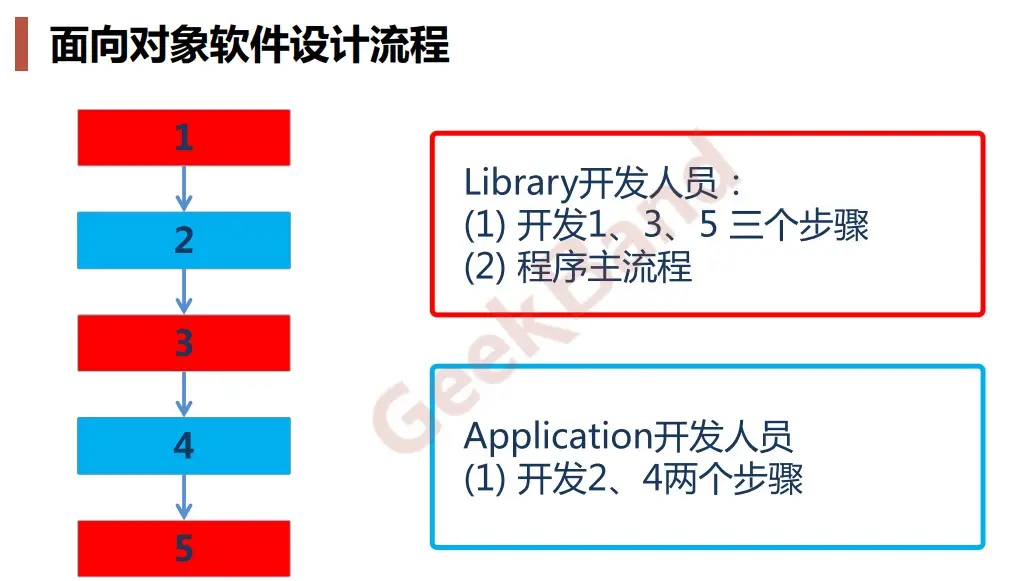 面向对象软件设计流程
1
2
3
4
5
Library开发人员：
(1) 开发1、3、5 三个步骤
(2) 程序主流程
Application开发人员
(1) 开发2、4两个步骤
GeekBand